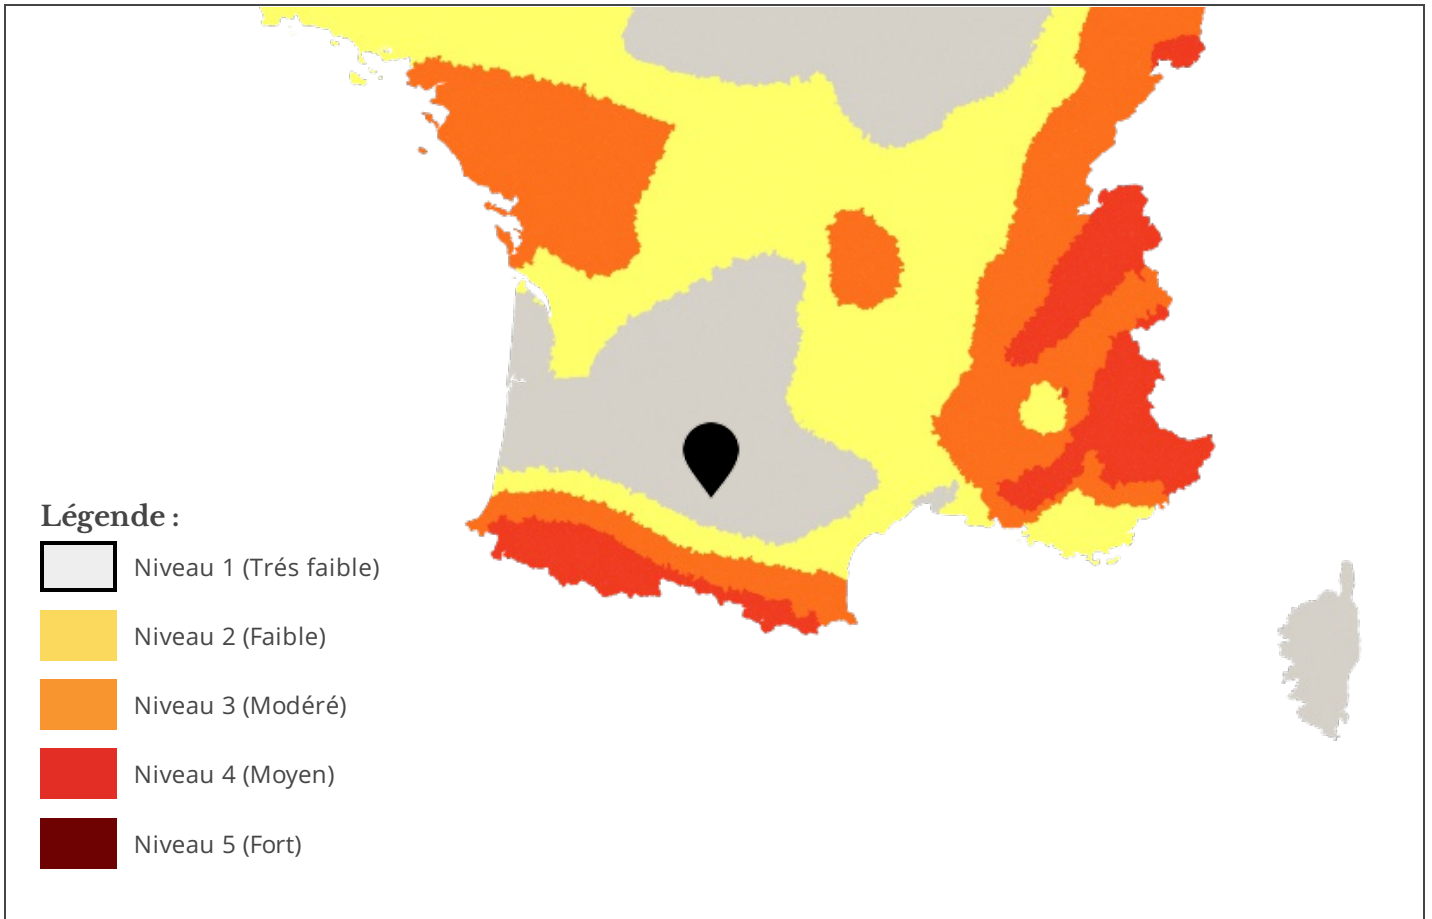 Légende :
Niveau 1 (Trés faible)
Niveau 2 (Faible)
Niveau 3 (Modéré)
Niveau 4 (Moyen)
Niveau 5 (Fort)